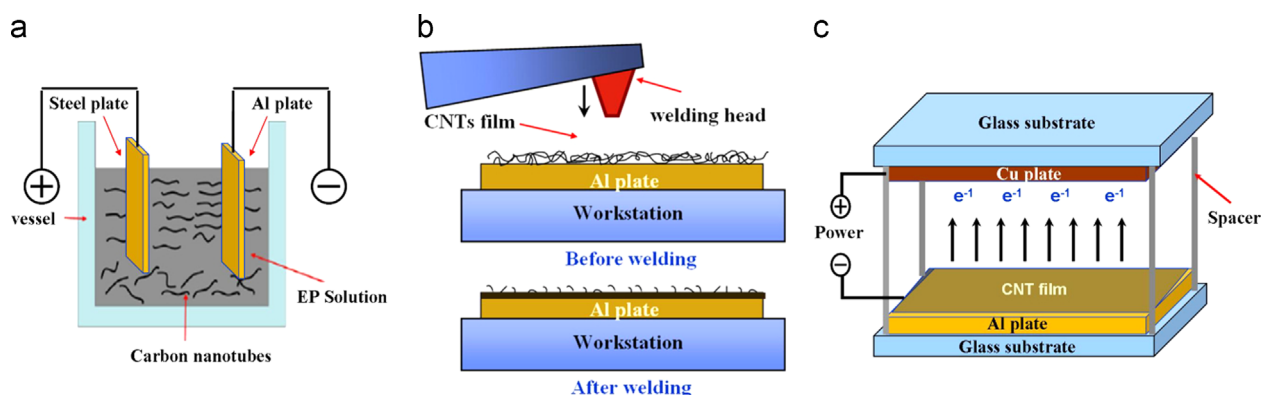 a
Steel plate
Al plate
+
−
vessel
EP Solution
Carbon nanotubes
b
CNTs film
welding head
Al plate
Workstation
Before welding
Al plate
Workstation
After welding
c
Glass substrate
Cu plate
e-1 e-1 e-1 e-1
+
Power
−
Spacer
CNT film
Al plate
Glass substrate